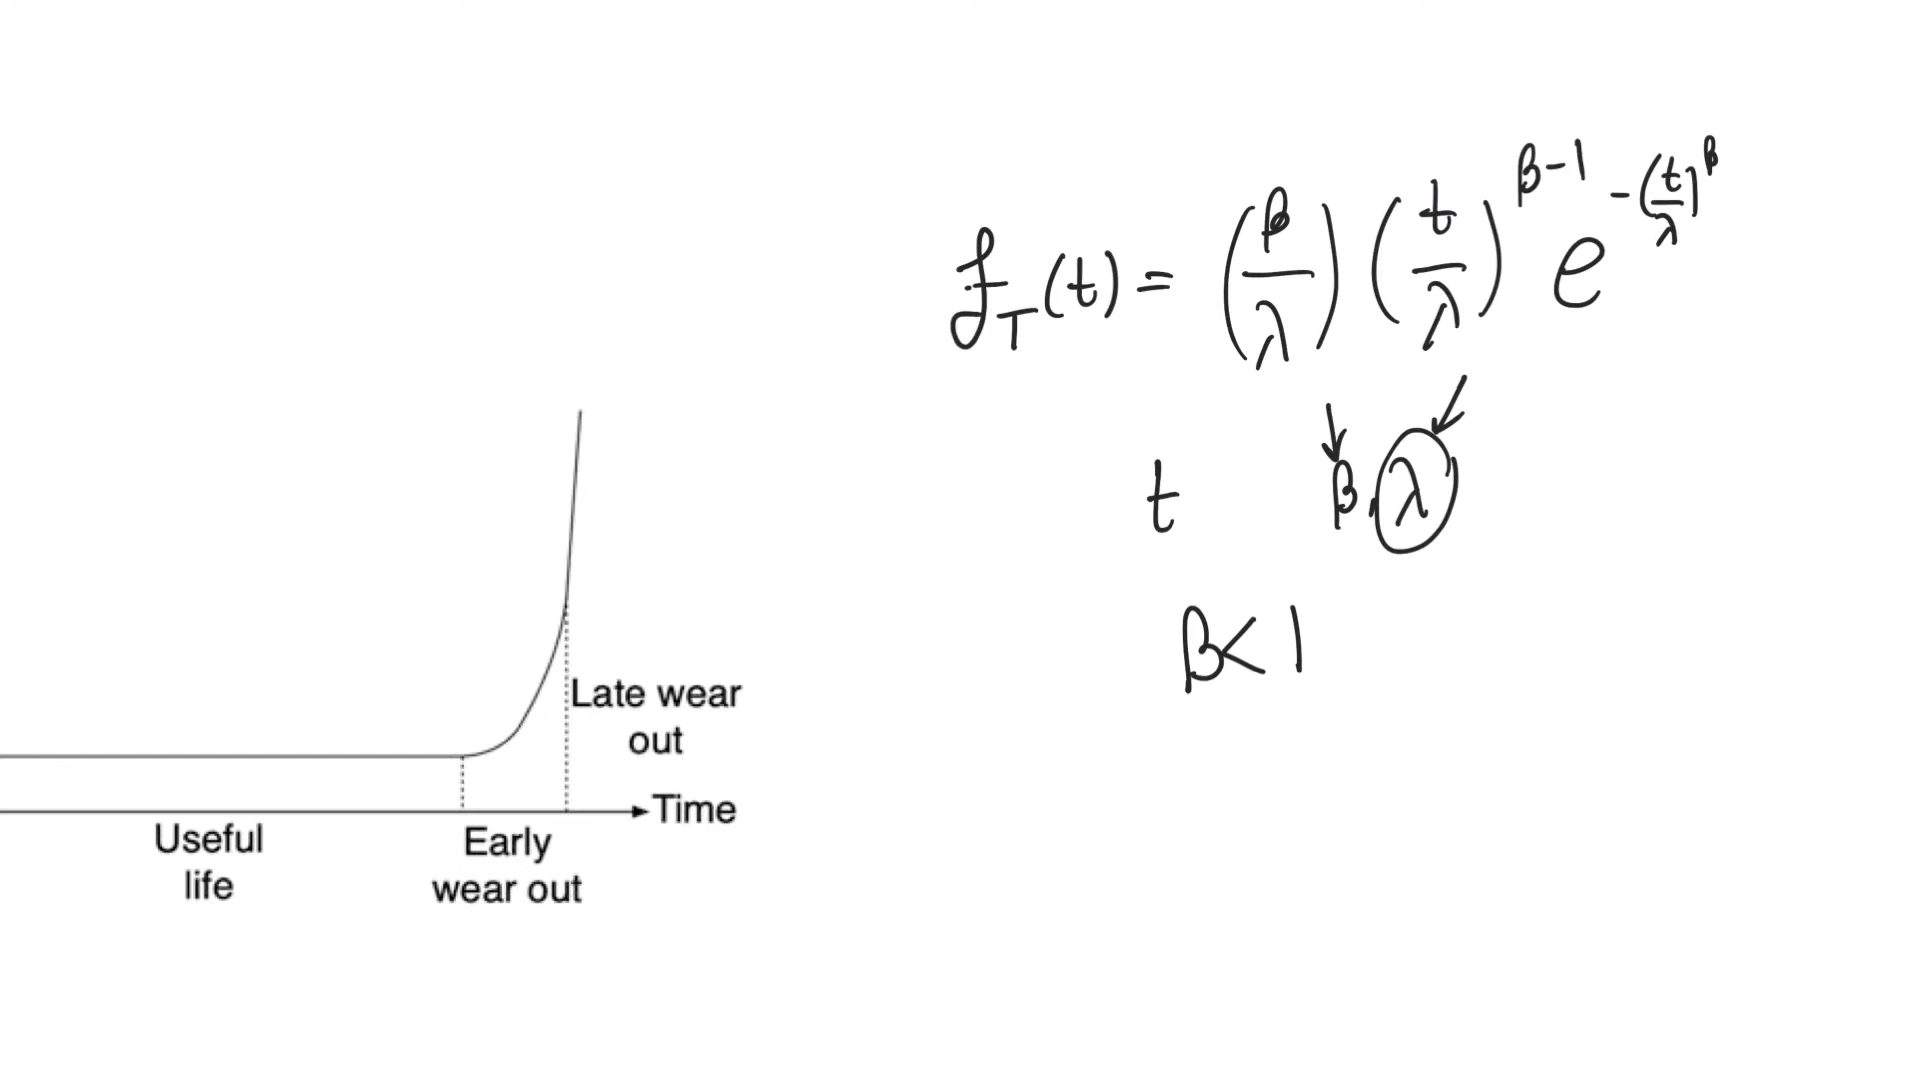 f_T(t) = (β/λ) (t/λ)^β-1 e^-(t/λ)^β
t β, λ
β < 1
Late wear
out
Time
Useful
life
Early
wear out